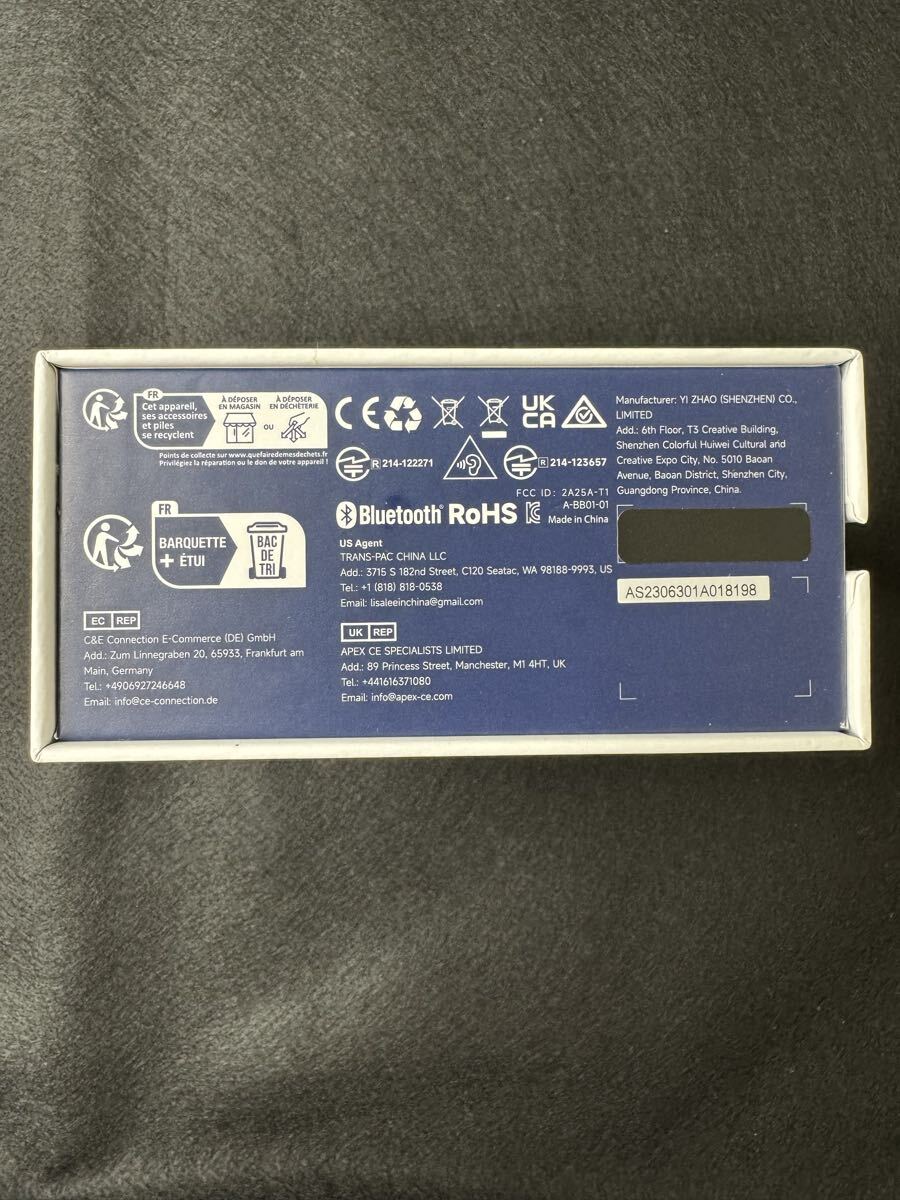 FR
Cet appareil,
ses accessoires
et piles
se recyclent
À DÉPOSER
EN MAGASIN
OU
À DÉPOSER
EN DÉCHÈTERIE
Points de collecte sur www.quefairedemesdechets.fr
Privilégiez la réparation ou le don de votre appareil !
FR
BARQUETTE
+ ÉTUI
BAC
DE
TRI
EC REP
C&E Connection E-Commerce (DE) GmbH
Add.: Zum Linnegraben 20, 65933, Frankfurt am
Main, Germany
Tel.: +4906927246648
Email: info@ce-connection.de
CE
UK
CA
R 214-122271
R 214-123657
FCC ID: 2A25A-T1
A-BB01-01
Bluetooth® RoHS
Made in China
US Agent
TRANS-PAC CHINA LLC
Add.: 3715 S 182nd Street, C120 Seatac, WA 98188-9993, US
Tel.: +1 (818) 818-0538
Email: lisaleeinchina@gmail.com
UK REP
APEX CE SPECIALISTS LIMITED
Add.: 89 Princess Street, Manchester, M1 4HT, UK
Tel.: +441616371080
Email: info@apex-ce.com
Manufacturer: YI ZHAO (SHENZHEN) CO.,
LIMITED
Add.: 6th Floor, T3 Creative Building,
Shenzhen Colorful Huiwei Cultural and
Creative Expo City, No. 5010 Baoan
Avenue, Baoan District, Shenzhen City,
Guangdong Province, China.
AS2306301A018198